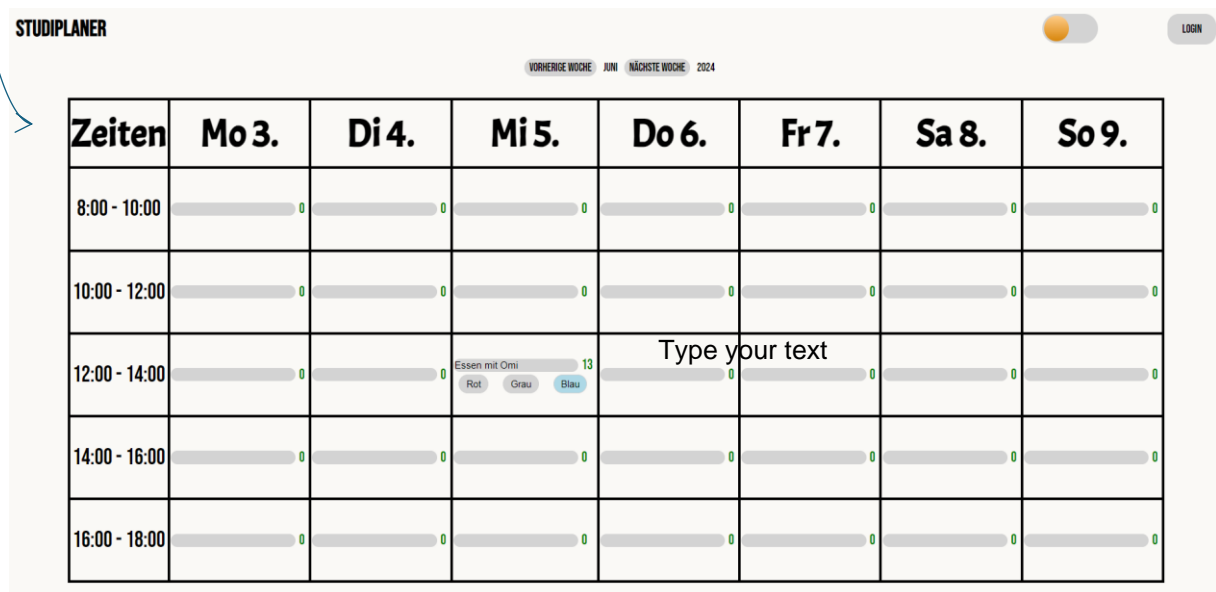 STUDIPLANER
LOGIN
VORHERIGE WOCHE JUNI NÄCHSTE WOCHE 2024
Zeiten Mo 3. Di 4. Mi 5. Do 6. Fr 7. Sa 8. So 9.
8:00 - 10:00 0 0 0 0 0 0 0
10:00 - 12:00 0 0 0 0 0 0 0
Type your text
12:00 - 14:00 0 0 Essen mit Omi 13 0 0 0 0
Rot Grau Blau
14:00 - 16:00 0 0 0 0 0 0 0
16:00 - 18:00 0 0 0 0 0 0 0